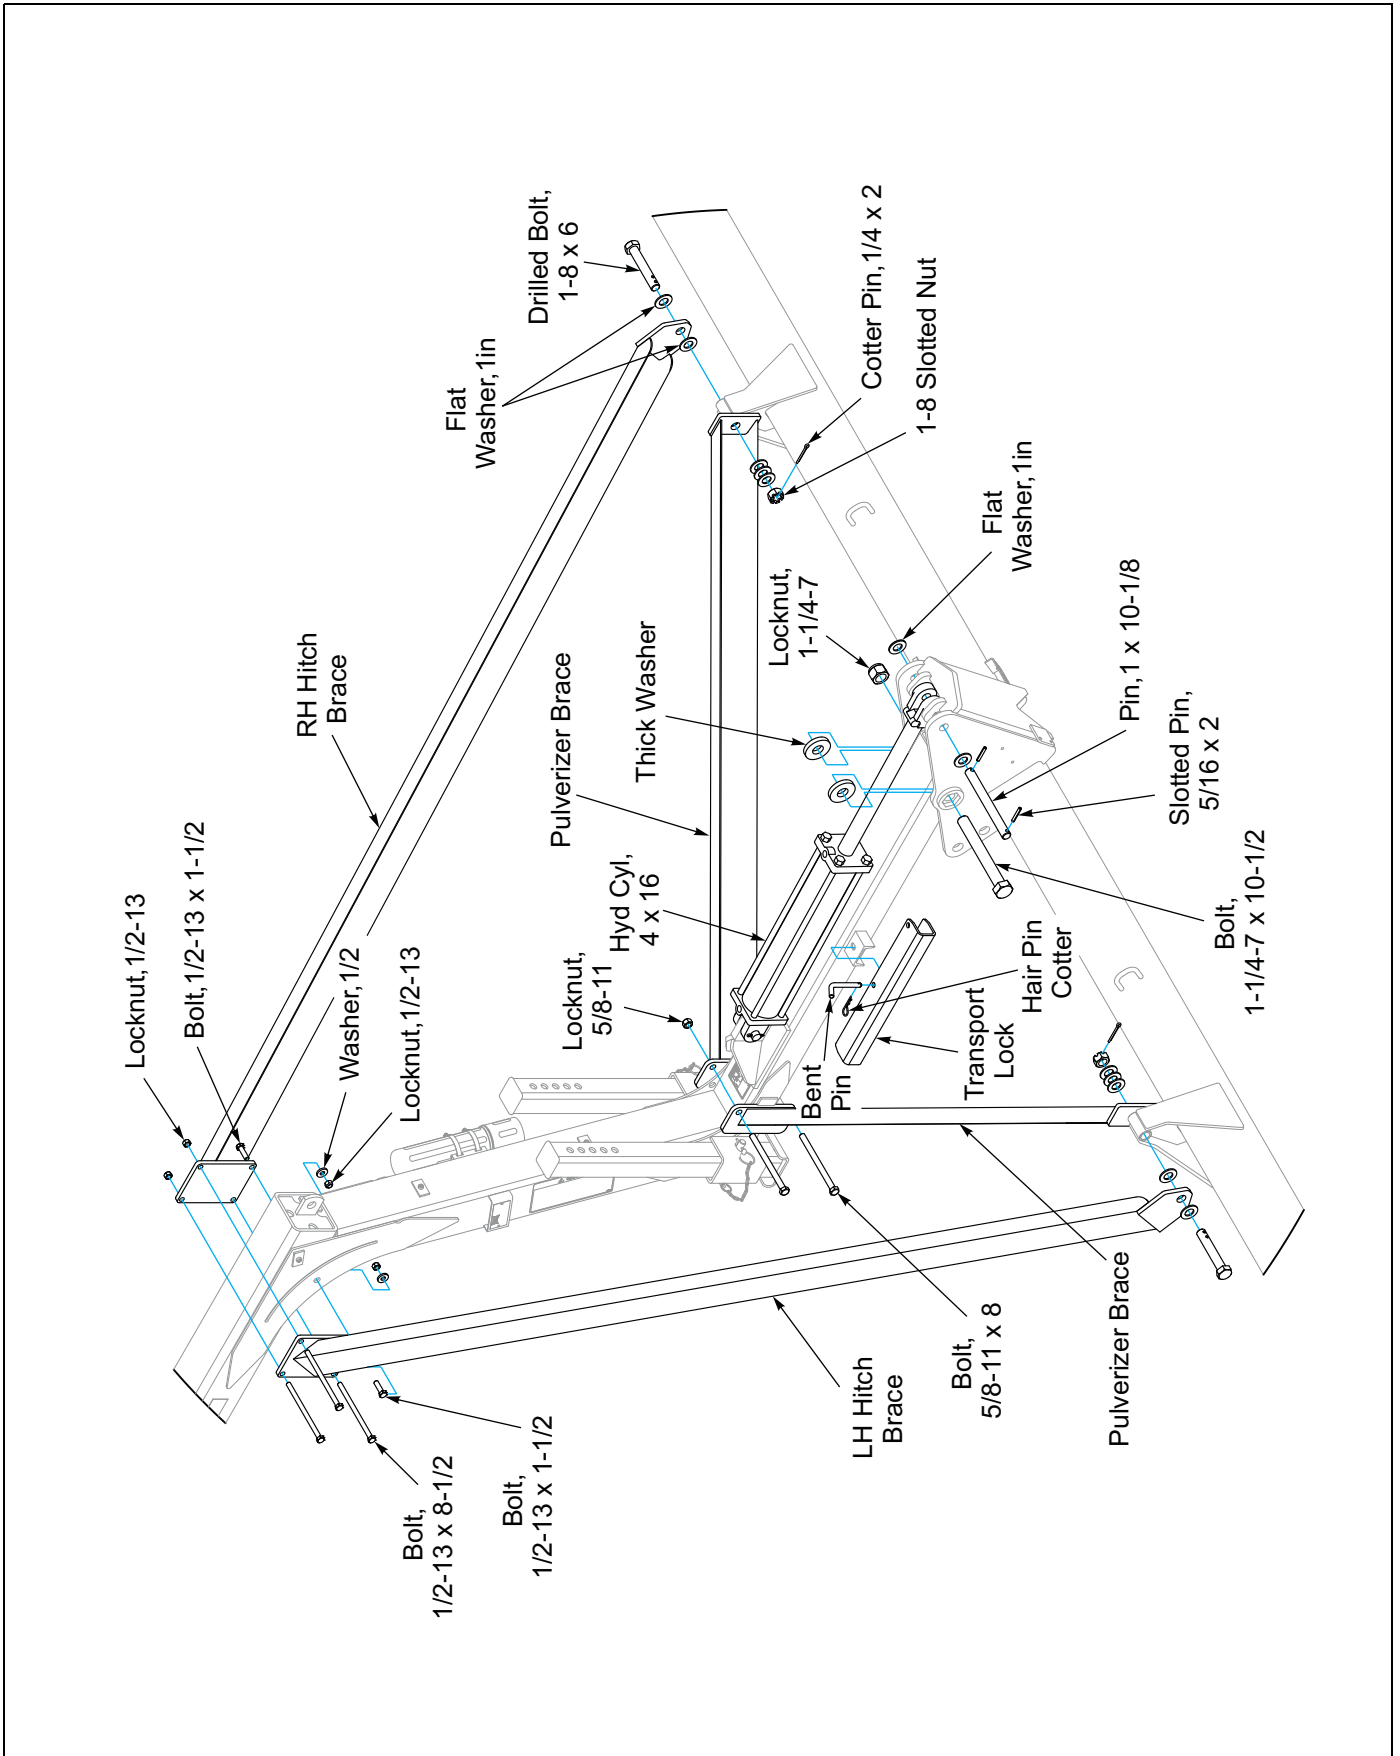 Locknut,1/2-13
Bolt,1/2-13 x 1-1/2
Washer,1/2
Locknut,1/2-13
RH Hitch
Brace
Flat
Washer,1in
Drilled Bolt,
1-8 x 6
Cotter Pin,1/4 x 2
1-8 Slotted Nut
Flat
Washer,1in
Locknut,
1-1/4-7
Pin,1 x 10-1/8
Slotted Pin,
5/16 x 2
Bolt,
1-1/4-7 x 10-1/2
Thick Washer
Pulverizer Brace
Hyd Cyl,
4 x 16
Locknut,
5/8-11
Hair Pin
Cotter
Transport
Lock
Bent
Pin
Pulverizer Brace
Bolt,
5/8-11 x 8
LH Hitch
Brace
Bolt,
1/2-13 x 1-1/2
Bolt,
1/2-13 x 8-1/2